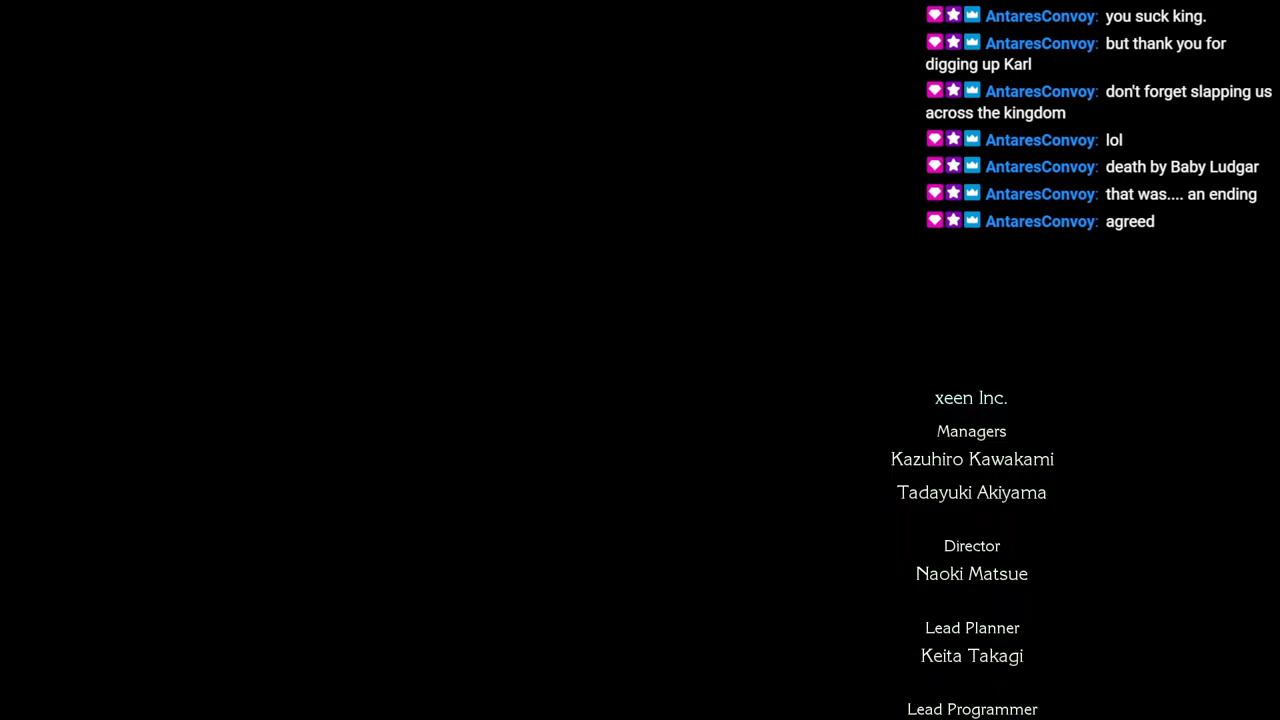 AntaresConvoy: you suck king.
AntaresConvoy: but thank you for
digging up Karl
AntaresConvoy: don't forget slapping us
across the kingdom
AntaresConvoy: lol
AntaresConvoy: death by Baby Ludgar
AntaresConvoy: that was.... an ending
AntaresConvoy: agreed
xeen Inc.
Managers
Kazuhiro Kawakami
Tadayuki Akiyama
Director
Naoki Matsue
Lead Planner
Keita Takagi
Lead Programmer